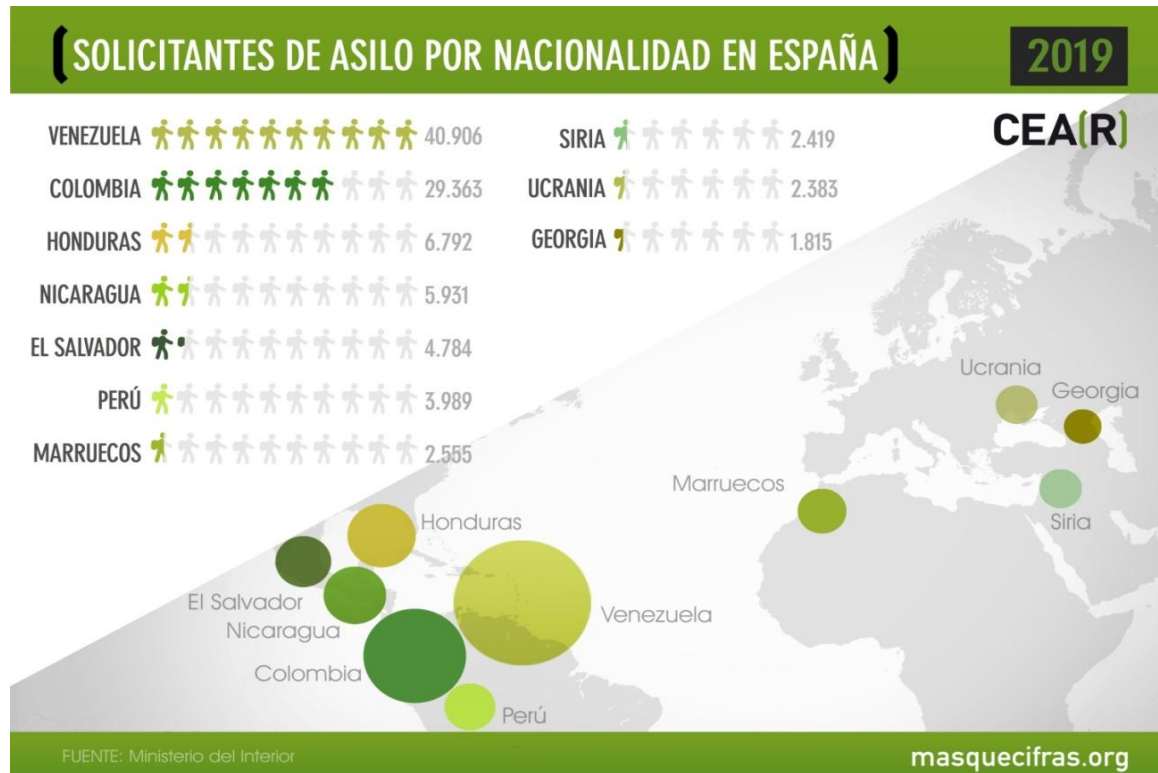 (SOLICITANTES DE ASILO POR NACIONALIDAD EN ESPAÑA)
2019
CEA(R)
VENEZUELA 40.906
COLOMBIA 29.363
HONDURAS 6.792
NICARAGUA 5.931
EL SALVADOR 4.784
PERÚ 3.989
MARRUECOS 2.555
SIRIA 2.419
UCRANIA 2.383
GEORGIA 1.815
Ucrania
Georgia
Marruecos
Siria
Honduras
El Salvador
Nicaragua
Venezuela
Colombia
Perú
FUENTE: Ministerio del Interior
masquecifras.org